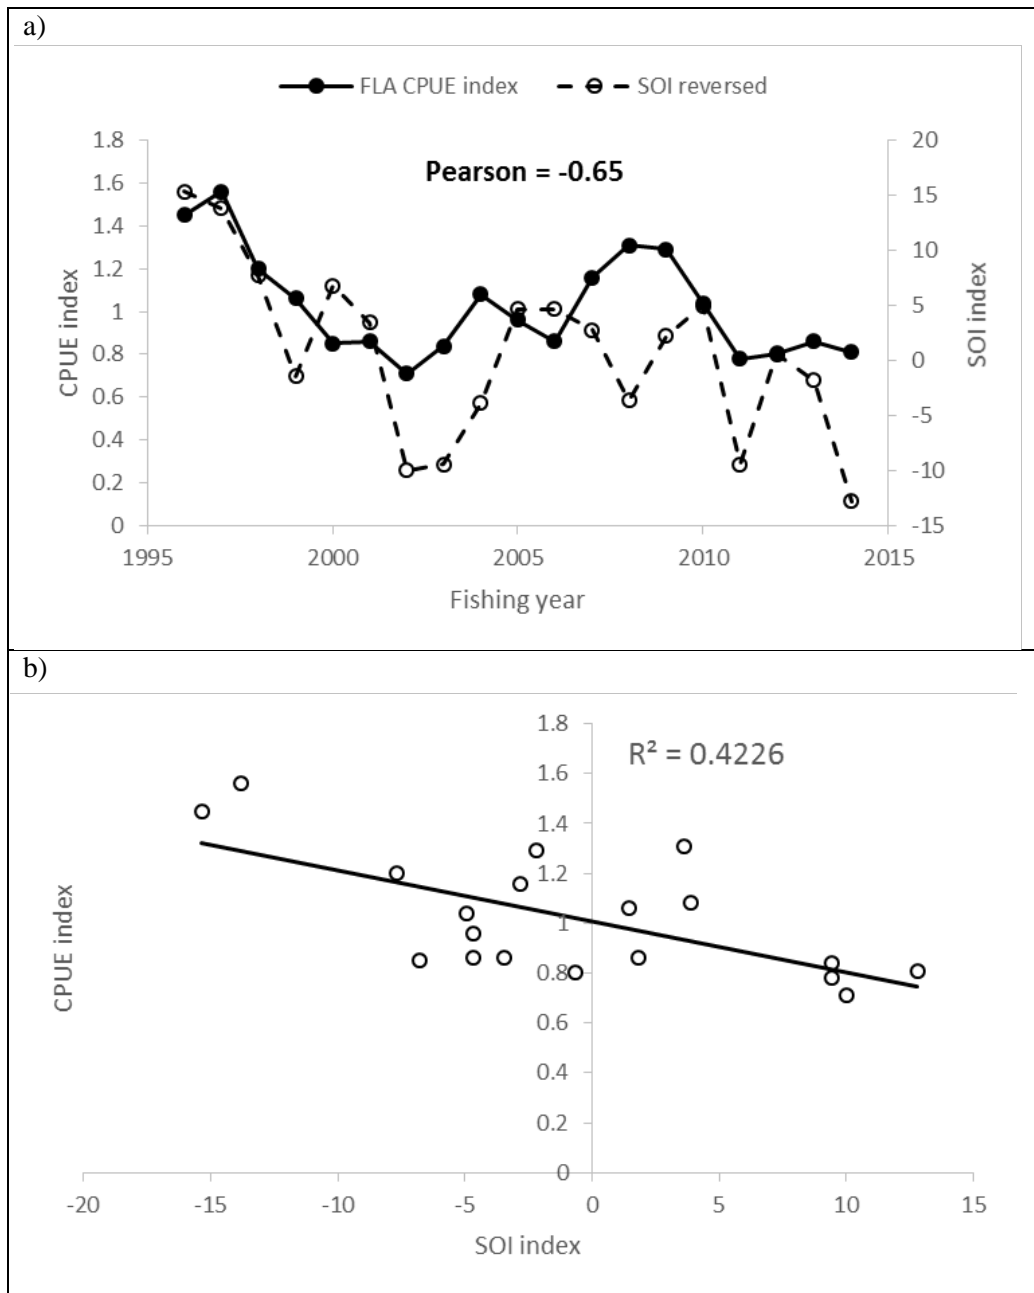 a)
FLA CPUE index SOI reversed
Pearson = -0.65
1.8 20
1.6 15
1.4
1.2 10
1 5
0.8 0
0.6 -5
0.4 -10
0.2
0 -15
CPUE index
SOI index
1995 2000 2005 2010 2015
Fishing year
b)
R² = 0.4226
1.8
1.6
1.4
1.2
1
0.8
0.6
0.4
0.2
0
CPUE index
-20 -15 -10 -5 0 5 10 15
SOI index